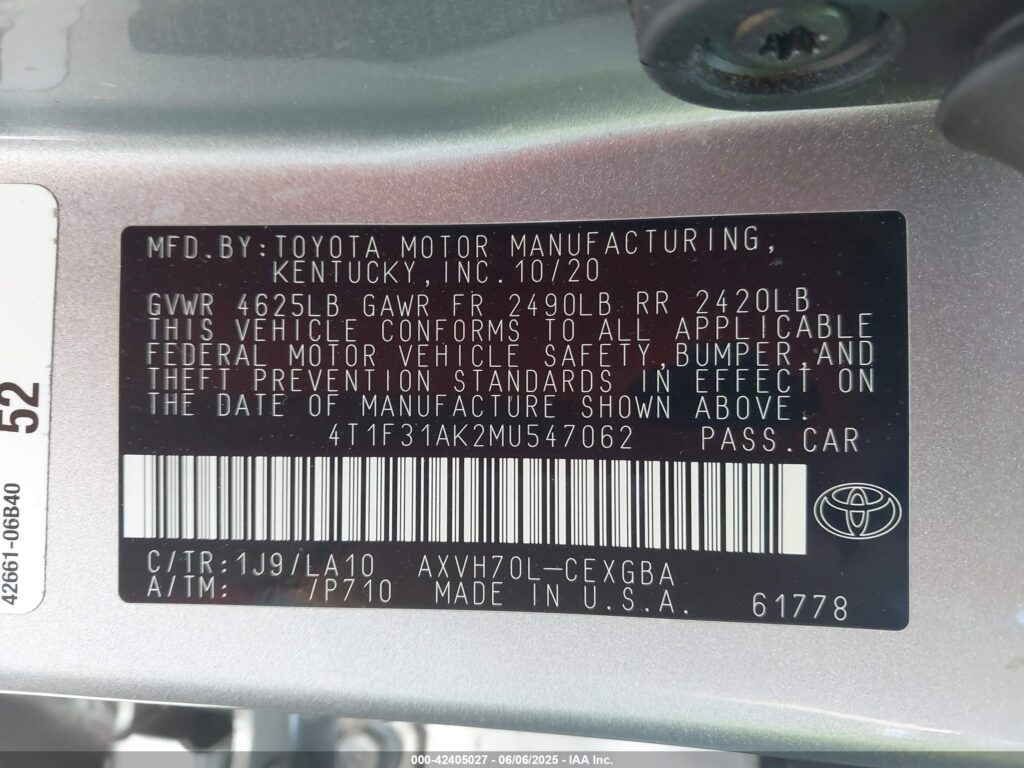 MFD. BY: TOYOTA MOTOR MANUFACTURING,
KENTUCKY, INC. 10/20
GVWR 4625LB GAWR FR 2490LB RR 2420LB
THIS VEHICLE CONFORMS TO ALL APPLICABLE
FEDERAL MOTOR VEHICLE SAFETY, BUMPER, AND
THEFT PREVENTION STANDARDS IN EFFECT ON
THE DATE OF MANUFACTURE SHOWN ABOVE.
4T1F31AK2MU547062 PASS. CAR
C/TR: 1J9/LA10 AXVH70L-CEXGBA
A/TM: /P710 MADE IN U.S.A. 61778
52
42661-06B40
000-42405027 - 06/06/2025 - IAA Inc.